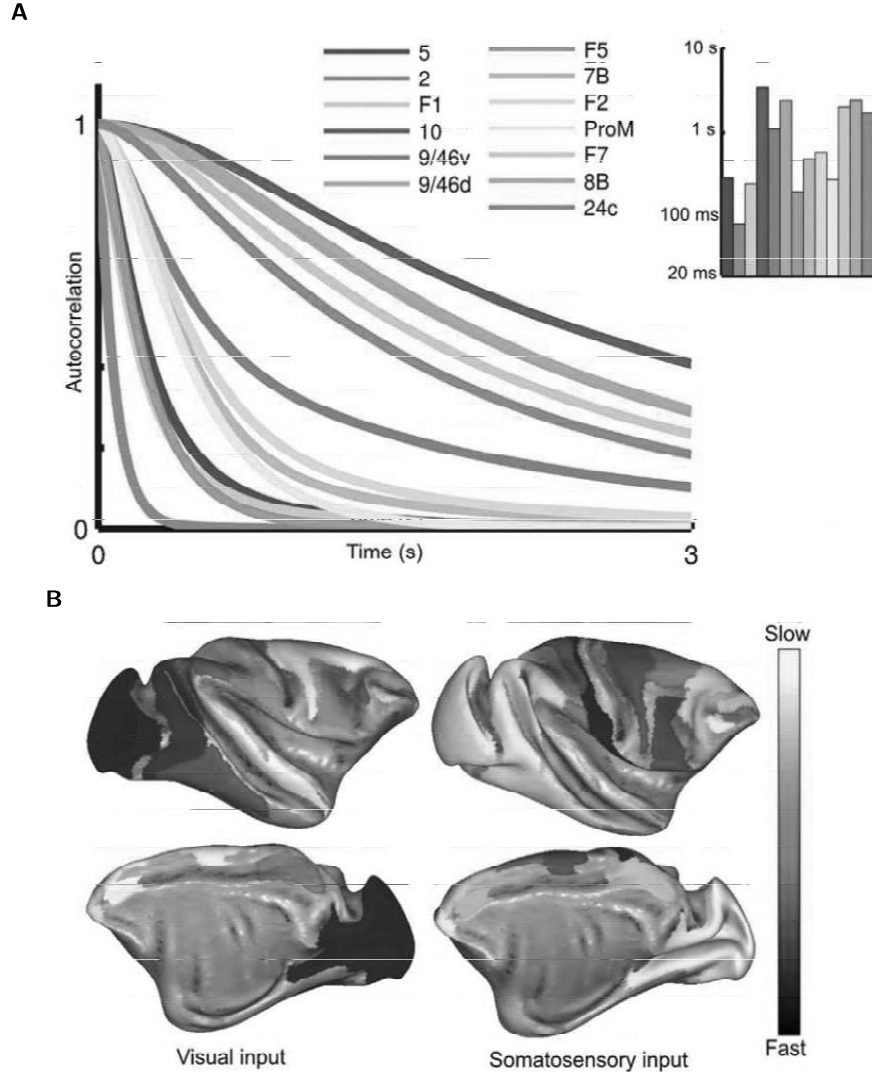 A
5
2
F1
10
9/46v
9/46d
F5
7B
F2
ProM
F7
8B
24c
10 s
1 s
100 ms
20 ms
1
Autocorrelation
0
0
Time (s)
3
B
Slow
Fast
Visual input
Somatosensory input